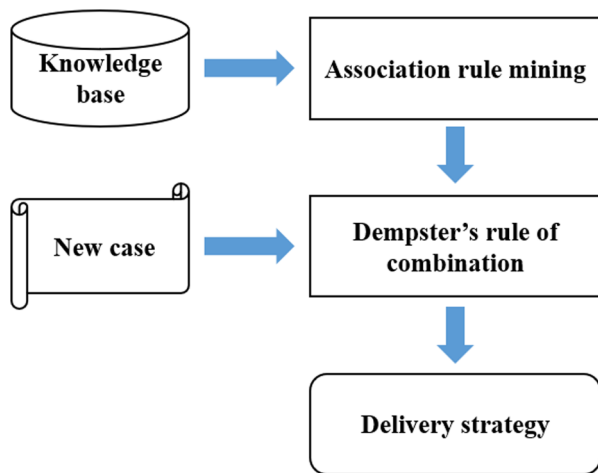 Knowledge
base
Association rule mining
New case
Dempster’s rule of
combination
Delivery strategy